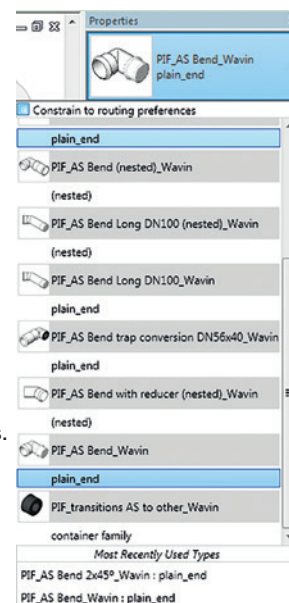 Properties
PIF_AS Bend_Wavin
plain_end
Constrain to routing preferences
plain_end
PIF_AS Bend (nested)_Wavin
(nested)
PIF_AS Bend Long DN100 (nested)_Wavin
(nested)
PIF_AS Bend Long DN100_Wavin
plain_end
PIF_AS Bend trap conversion DN56x40_Wavin
plain_end
PIF_AS Bend with reducer (nested)_Wavin
(nested)
s.
PIF_AS Bend_Wavin
plain_end
PIF_transitions AS to other_Wavin
container family
Most Recently Used Types
PIF_AS Bend 2x45º_Wavin : plain_end
PIF_AS Bend_Wavin : plain_end